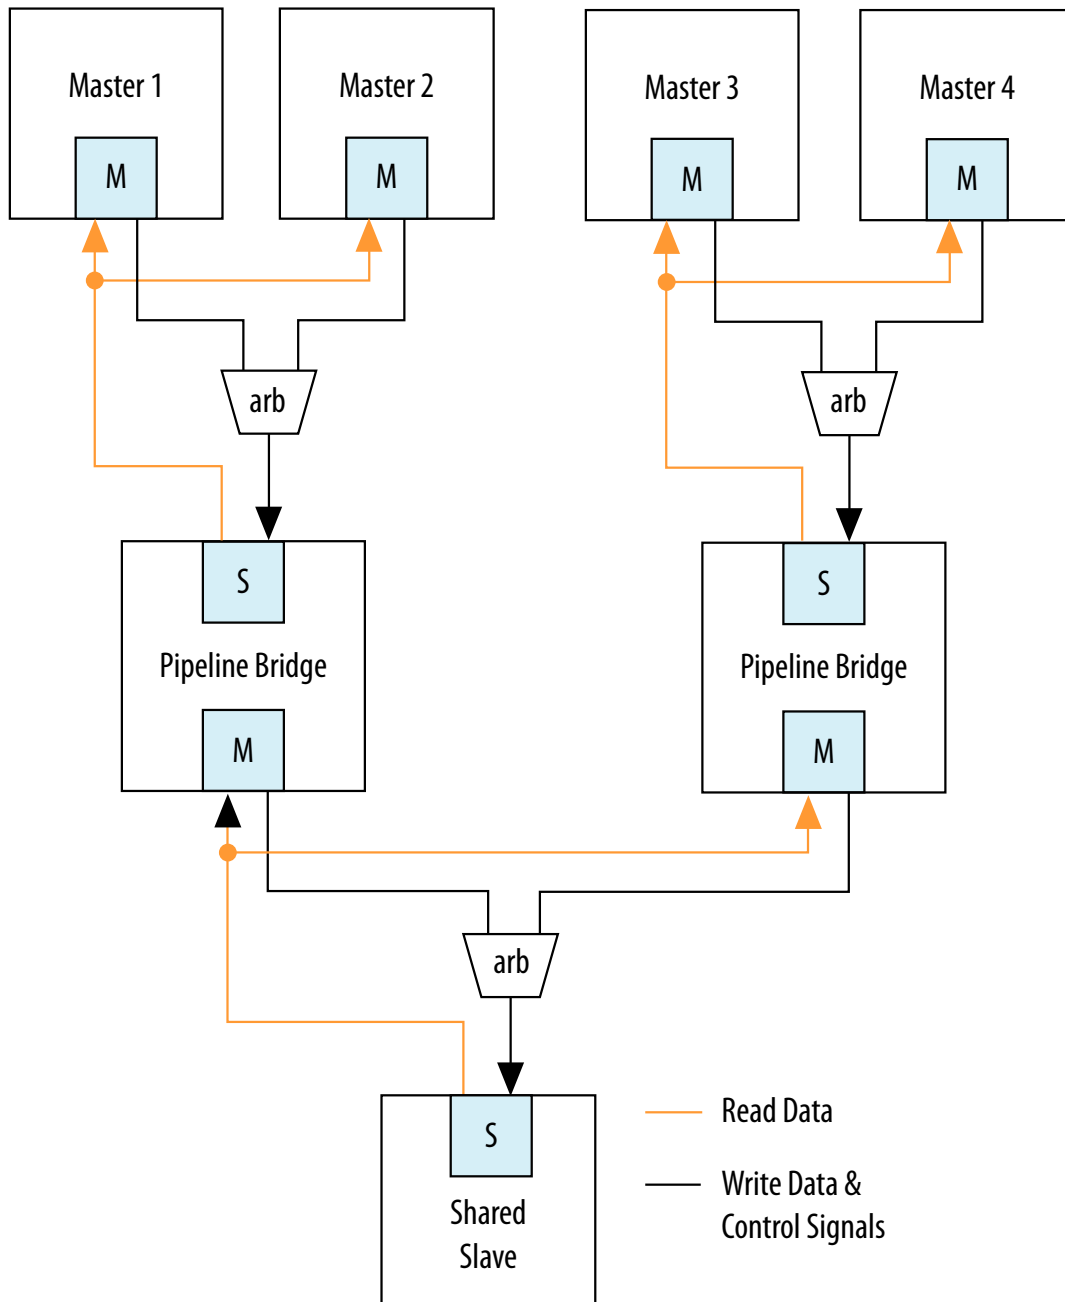 Master 1
Master 2
Master 3
Master 4
M
M
M
M
arb
arb
S
S
Pipeline Bridge
Pipeline Bridge
M
M
arb
S
Shared
Slave
Read Data
Write Data &
Control Signals